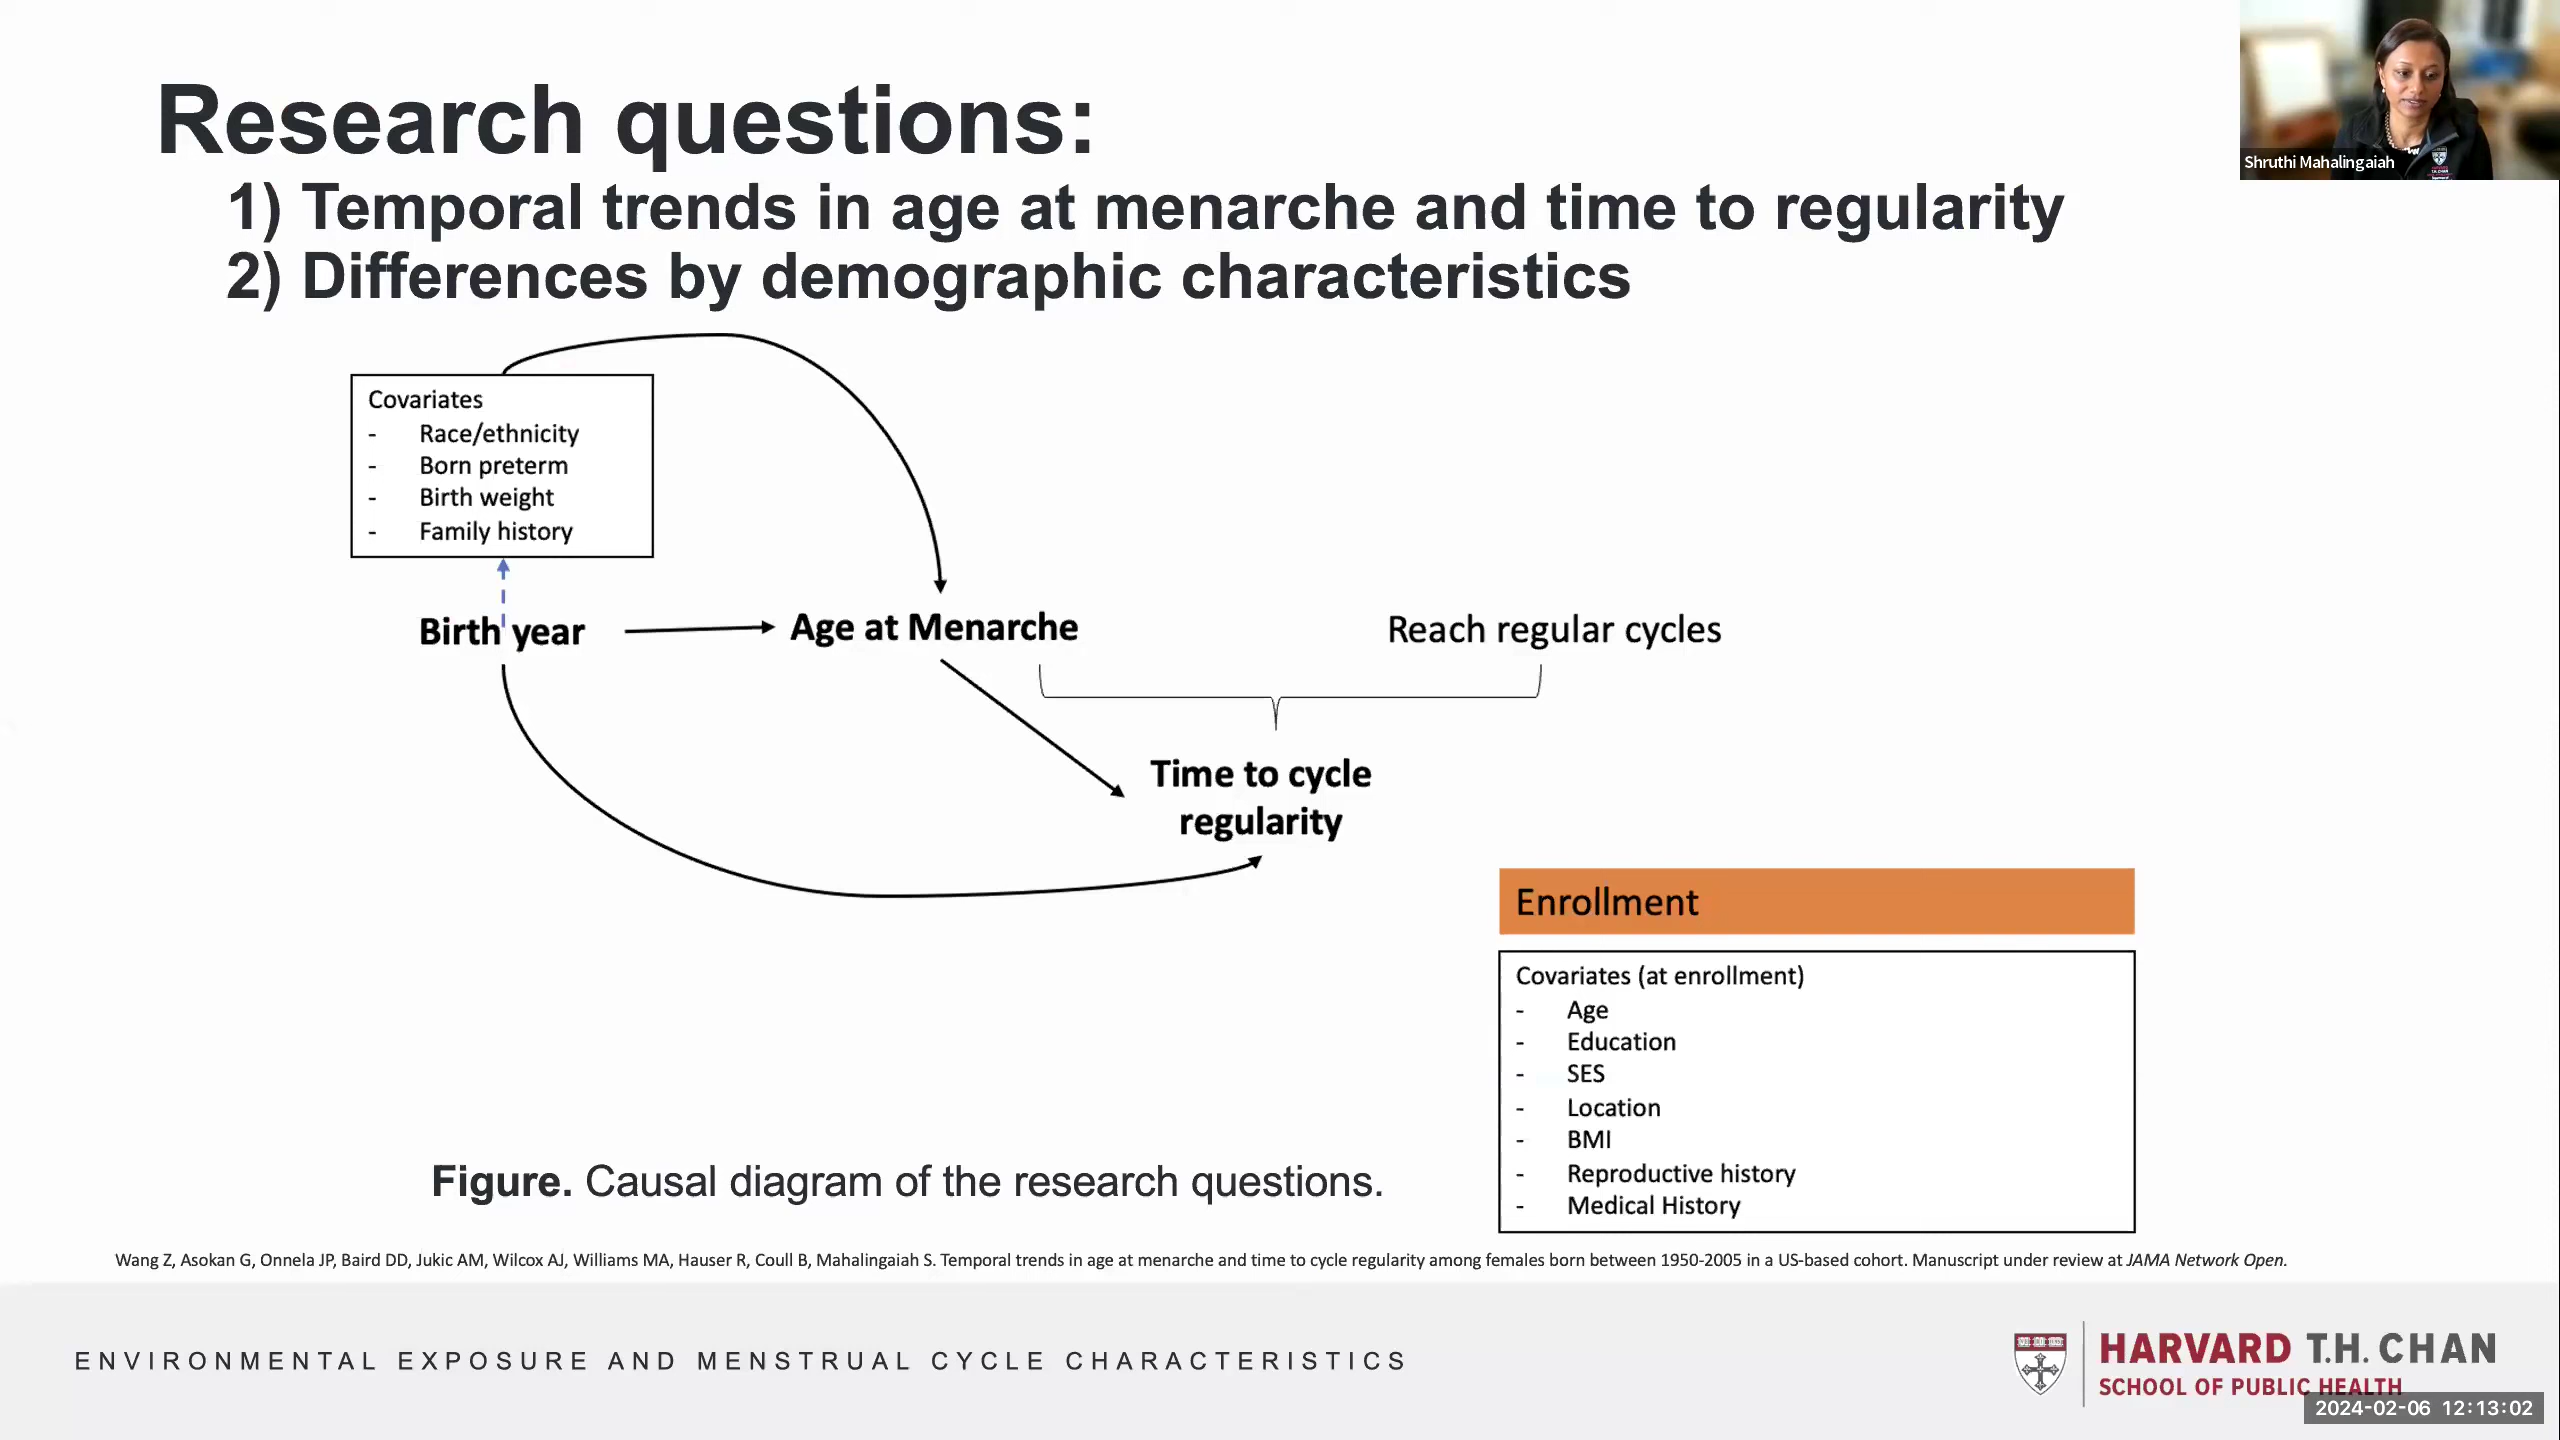 Research questions:
1) Temporal trends in age at menarche and time to regularity
2) Differences by demographic characteristics
Shruthi Mahalingaiah
Covariates
- Race/ethnicity
- Born preterm
- Birth weight
- Family history
Birth year
Age at Menarche
Reach regular cycles
Time to cycle
regularity
Enrollment
Covariates (at enrollment)
- Age
- Education
- SES
- Location
- BMI
- Reproductive history
- Medical History
Figure. Causal diagram of the research questions.
Wang Z, Asokan G, Onnela JP, Baird DD, Jukic AM, Wilcox AJ, Williams MA, Hauser R, Coull B, Mahalingaiah S. Temporal trends in age at menarche and time to cycle regularity among females born between 1950-2005 in a US-based cohort. Manuscript under review at JAMA Network Open.
ENVIRONMENTAL EXPOSURE AND MENSTRUAL CYCLE CHARACTERISTICS
HARVARD T.H. CHAN
SCHOOL OF PUBLIC HEALTH
2024-02-06 12:13:02